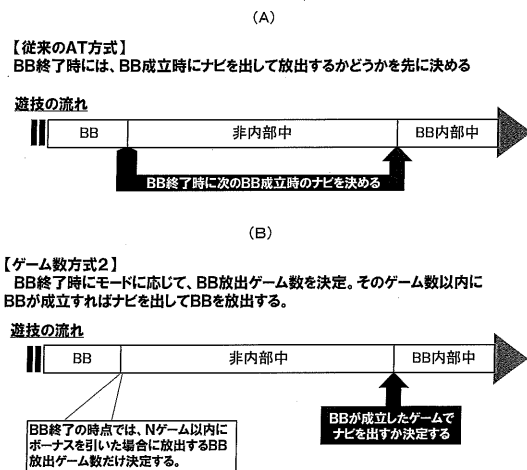 (A)
【従来のAT方式】
BB終了時には、BB成立時にナビを出して放出するかどうかを先に決める
遊技の流れ
BB 非内部中 BB内部中
BB終了時に次のBB成立時のナビを決める
(B)
【ゲーム数方式2】
BB終了時にモードに応じて、BB放出ゲーム数を決定。そのゲーム数以内に
BBが成立すればナビを出してBBを放出する。
遊技の流れ
BB 非内部中 BB内部中
BB終了の時点では、Nゲーム以内に
ボーナスを引いた場合に放出するBB
放出ゲーム数だけ決定する。
BBが成立したゲームで
ナビを出すか決定する